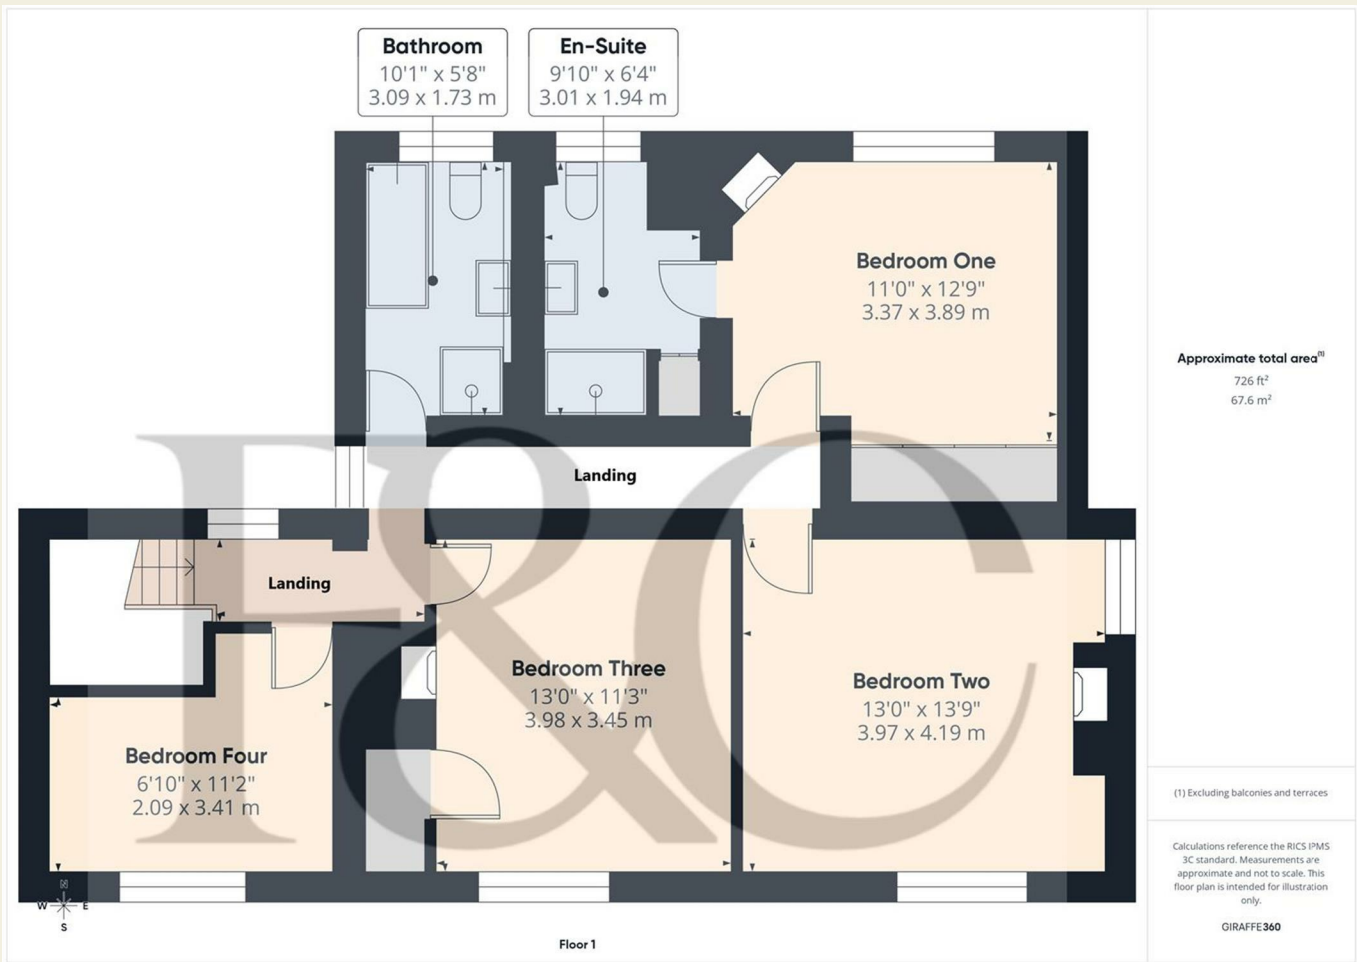 Bathroom
10'1" x 5'8"
3.09 x 1.73 m
En-Suite
9'10" x 6'4"
3.01 x 1.94 m
Bedroom One
11'0" x 12'9"
3.37 x 3.89 m
Landing
Landing
Bedroom Three
13'0" x 11'3"
3.98 x 3.45 m
Bedroom Two
13'0" x 13'9"
3.97 x 4.19 m
Bedroom Four
6'10" x 11'2"
2.09 x 3.41 m
F&C
N
W E
S
Floor 1
Approximate total area(1)
726 ft²
67.6 m²
(1) Excluding balconies and terraces
Calculations reference the RICS IPMS
3C standard. Measurements are
approximate and not to scale. This
floor plan is intended for illustration
only.
GIRAFFE360